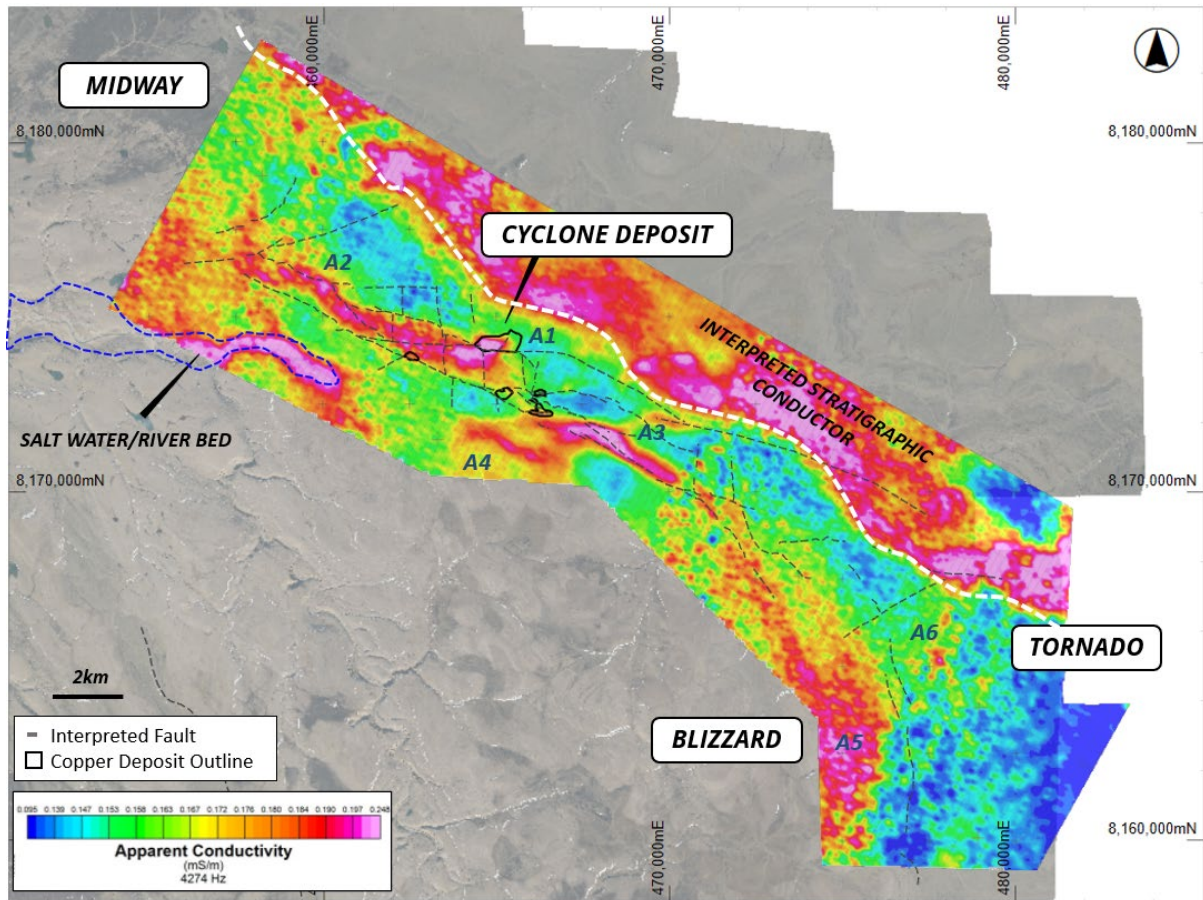 460,000mE
470,000mE
480,000mE
MIDWAY
8,180,000mN
8,180,000mN
CYCLONE DEPOSIT
A2
A1
INTERPRETED STRATIGRAPHIC
CONDUCTOR
SALT WATER/RIVER BED
A3
A4
8,170,000mN
8,170,000mN
A6
TORNADO
2km
BLIZZARD
A5
Interpreted Fault
Copper Deposit Outline
0.095 0.139 0.147 0.153 0.158 0.163 0.167 0.172 0.176 0.180 0.184 0.190 0.197 0.248
Apparent Conductivity
(mS/m)
4274 Hz
470,000mE
480,000mE
8,160,000mN